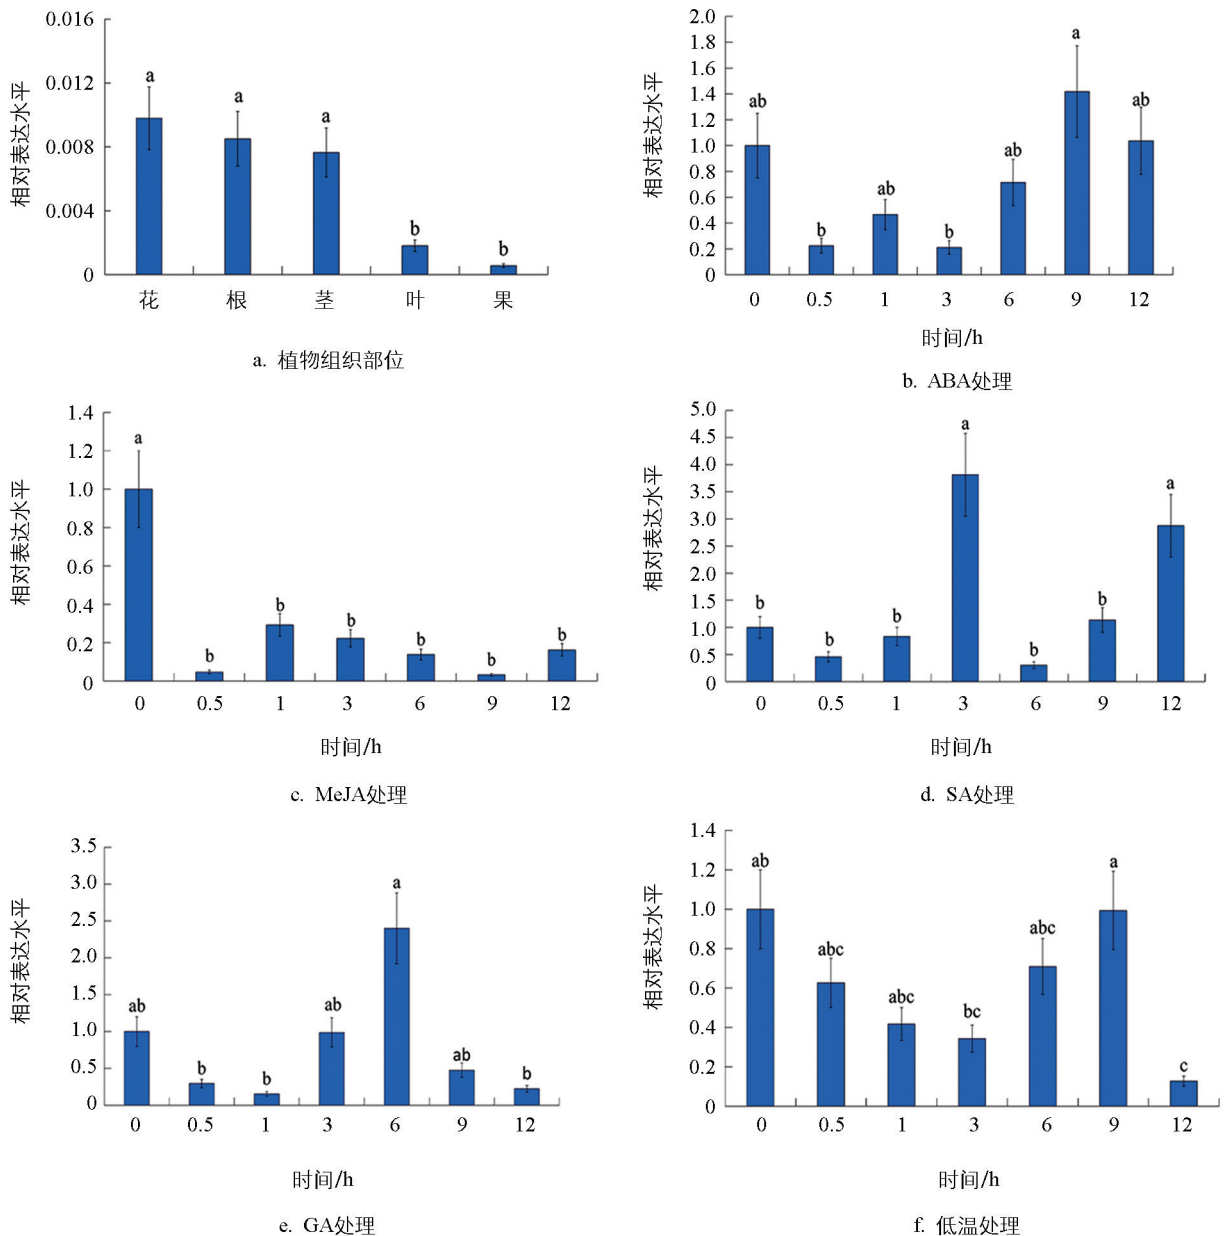 0.016
0.012
0.008
0.004
0
相对表达水平
a
a
a
b
b
花 根 茎 叶 果
a. 植物组织部位
2.0
1.8
1.6
1.4
1.2
1.0
0.8
0.6
0.4
0.2
0
相对表达水平
ab
b
ab
b
ab
a
ab
0 0.5 1 3 6 9 12
时间/h
b. ABA处理
1.4
1.2
1.0
0.8
0.6
0.4
0.2
0
相对表达水平
a
b
b
b
b
b
b
0 0.5 1 3 6 9 12
时间/h
c. MeJA处理
5.0
4.5
4.0
3.5
3.0
2.5
2.0
1.5
1.0
0.5
0
相对表达水平
b
b
b
a
b
b
a
0 0.5 1 3 6 9 12
时间/h
d. SA处理
3.5
3.0
2.5
2.0
1.5
1.0
0.5
0
相对表达水平
ab
b
b
ab
a
ab
b
0 0.5 1 3 6 9 12
时间/h
e. GA处理
1.4
1.2
1.0
0.8
0.6
0.4
0.2
0
相对表达水平
ab
abc
abc
bc
abc
a
c
0 0.5 1 3 6 9 12
时间/h
f. 低温处理